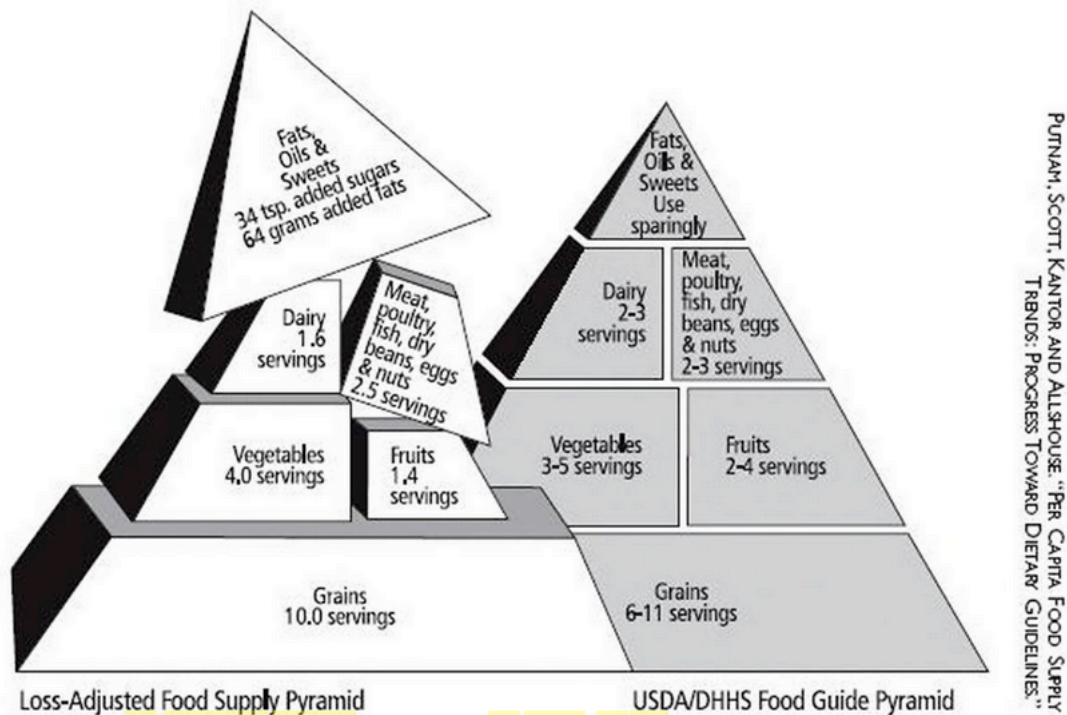 Fats,
Oils &
Sweets
34 tsp. added sugars
64 grams added fats
Dairy
1.6
servings
Meat,
poultry,
fish, dry
beans, eggs
& nuts
2.5 servings
Vegetables
4.0 servings
Fruits
1.4
servings
Grains
10.0 servings
Loss-Adjusted Food Supply Pyramid
Fats,
Oils &
Sweets
Use
sparingly
Dairy
2-3
servings
Meat,
poultry,
fish, dry
beans, eggs
& nuts
2-3 servings
Vegetables
3-5 servings
Fruits
2-4 servings
Grains
6-11 servings
USDA/DHHS Food Guide Pyramid
PUTNAM, SCOTT, KANTOR AND ALLSHOUSE. "PER CAPITA FOOD SUPPLY
TRENDS: PROGRESS TOWARD DIETARY GUIDELINES."